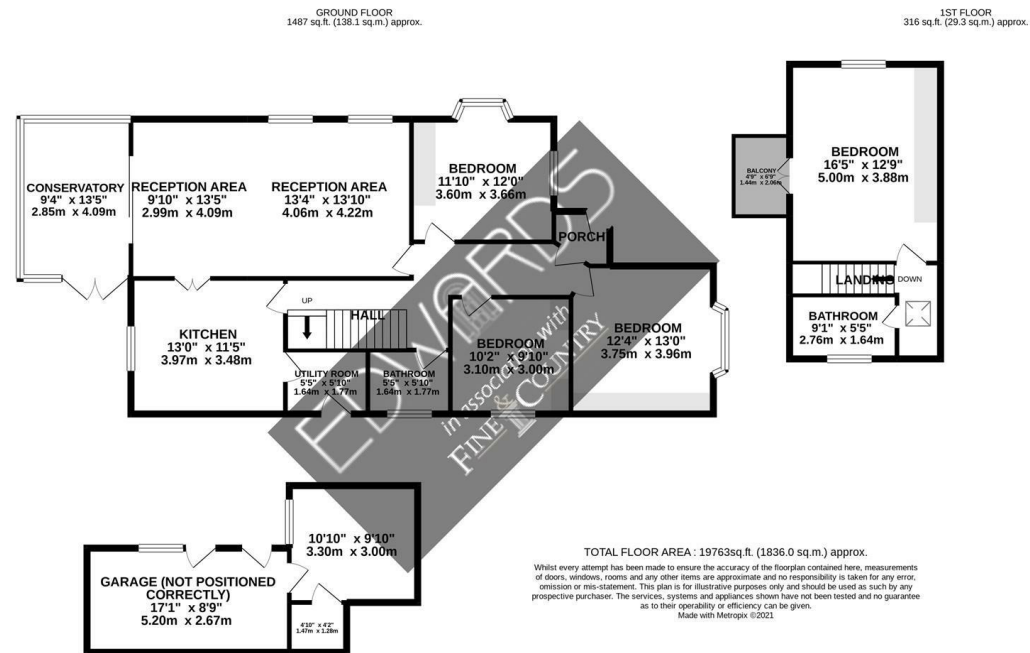 GROUND FLOOR
1487 sq.ft. (138.1 sq.m.) approx.
1ST FLOOR
316 sq.ft. (29.3 sq.m.) approx.
CONSERVATORY
9'4" x 13'5"
2.85m x 4.09m
RECEPTION AREA
9'10" x 13'5"
2.99m x 4.09m
RECEPTION AREA
13'4" x 13'10"
4.06m x 4.22m
BEDROOM
11'10" x 12'0"
3.60m x 3.66m
PORCH
KITCHEN
13'0" x 11'5"
3.97m x 3.48m
UP
HALL
UTILITY ROOM
5'5" x 5'10"
1.64m x 1.77m
BATHROOM
5'5" x 5'10"
1.64m x 1.77m
BEDROOM
10'2" x 9'10"
3.10m x 3.00m
BEDROOM
12'4" x 13'0"
3.75m x 3.96m
BALCONY
4'9" x 6'9"
1.44m x 2.06m
BEDROOM
16'5" x 12'9"
5.00m x 3.88m
LANDING
DOWN
BATHROOM
9'1" x 5'5"
2.76m x 1.64m
EDWARDS
in association with
FINE & COUNTRY
10'10" x 9'10"
3.30m x 3.00m
GARAGE (NOT POSITIONED
CORRECTLY)
17'1" x 8'9"
5.20m x 2.67m
4'10" x 4'2"
1.47m x 1.28m
TOTAL FLOOR AREA : 19763sq.ft. (1836.0 sq.m.) approx.
Whilst every attempt has been made to ensure the accuracy of the floorplan contained here, measurements
of doors, windows, rooms and any other items are approximate and no responsibility is taken for any error,
omission or mis-statement. This plan is for illustrative purposes only and should be used as such by any
prospective purchaser. The services, systems and appliances shown have not been tested and no guarantee
as to their operability or efficiency can be given.
Made with Metropix ©2021